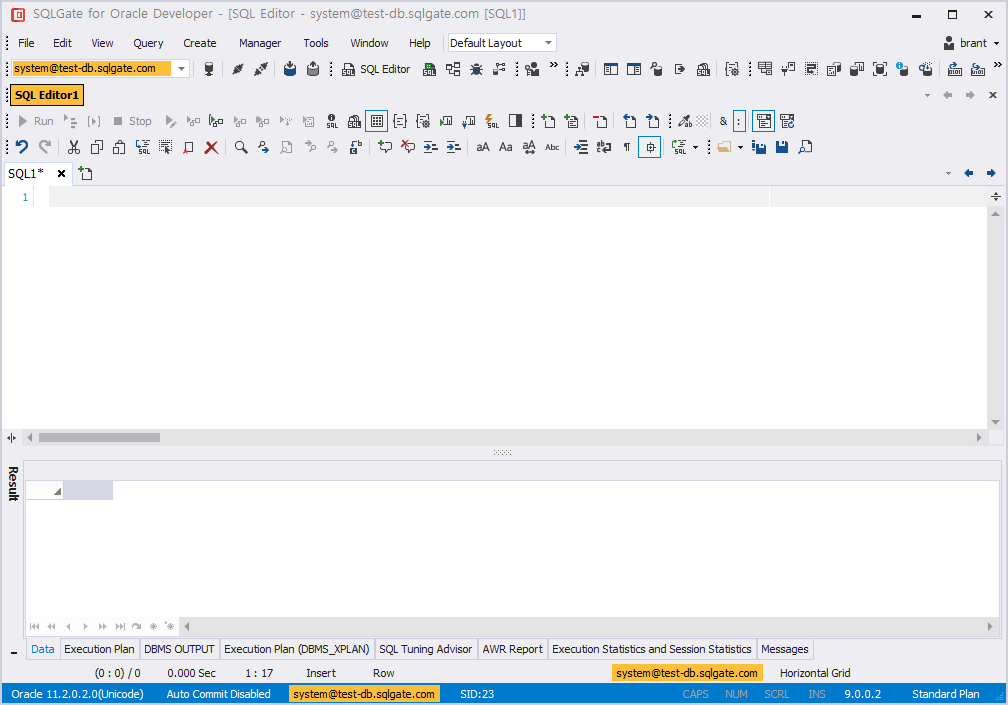 SQLGate for Oracle Developer - [SQL Editor - system@test-db.sqlgate.com [SQL1]]
File Edit View Query Create Manager Tools Window Help Default Layout brant
system@test-db.sqlgate.com SQL Editor
SQL Editor1
Run Stop
SQL1*
1
Result
Data Execution Plan DBMS OUTPUT Execution Plan (DBMS_XPLAN) SQL Tuning Advisor AWR Report Execution Statistics and Session Statistics Messages
(0 : 0) / 0 0.000 Sec 1 : 17 Insert Row system@test-db.sqlgate.com Horizontal Grid
Oracle 11.2.0.2.0(Unicode) Auto Commit Disabled system@test-db.sqlgate.com SID:23 CAPS NUM SCRL INS 9.0.0.2 Standard Plan